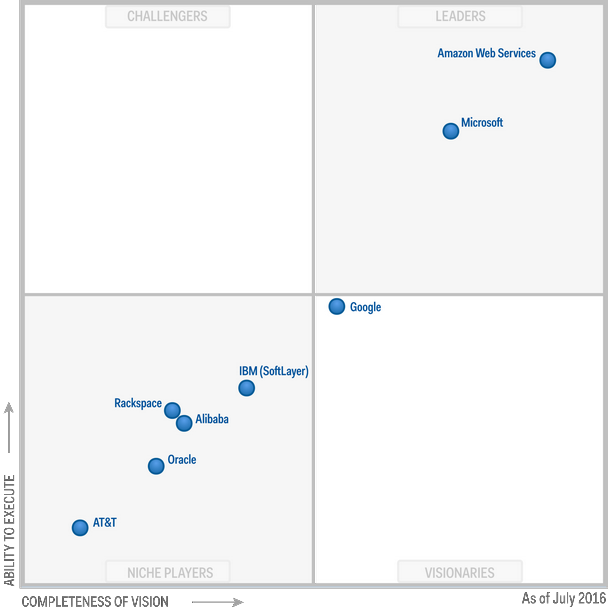 CHALLENGERS
LEADERS
Amazon Web Services
Microsoft
Google
IBM (SoftLayer)
Rackspace
Alibaba
Oracle
AT&T
NICHE PLAYERS
VISIONARIES
ABILITY TO EXECUTE
COMPLETENESS OF VISION
As of July 2016